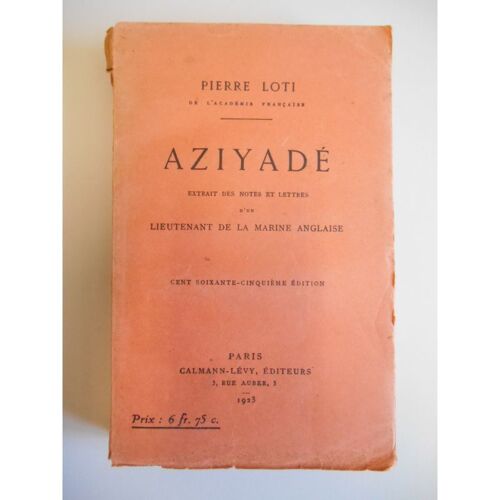 PIERRE LOTI
DE L'ACADÉMIE FRANÇAISE
AZIYADÉ
EXTRAIT DES NOTES ET LETTRES
D'UN
LIEUTENANT DE LA MARINE ANGLAISE
CENT SOIXANTE-CINQUIÈME ÉDITION
PARIS
CALMANN-LÉVY, ÉDITEURS
3, RUE AUBER, 3
1923
Prix : 6 fr. 75 c.